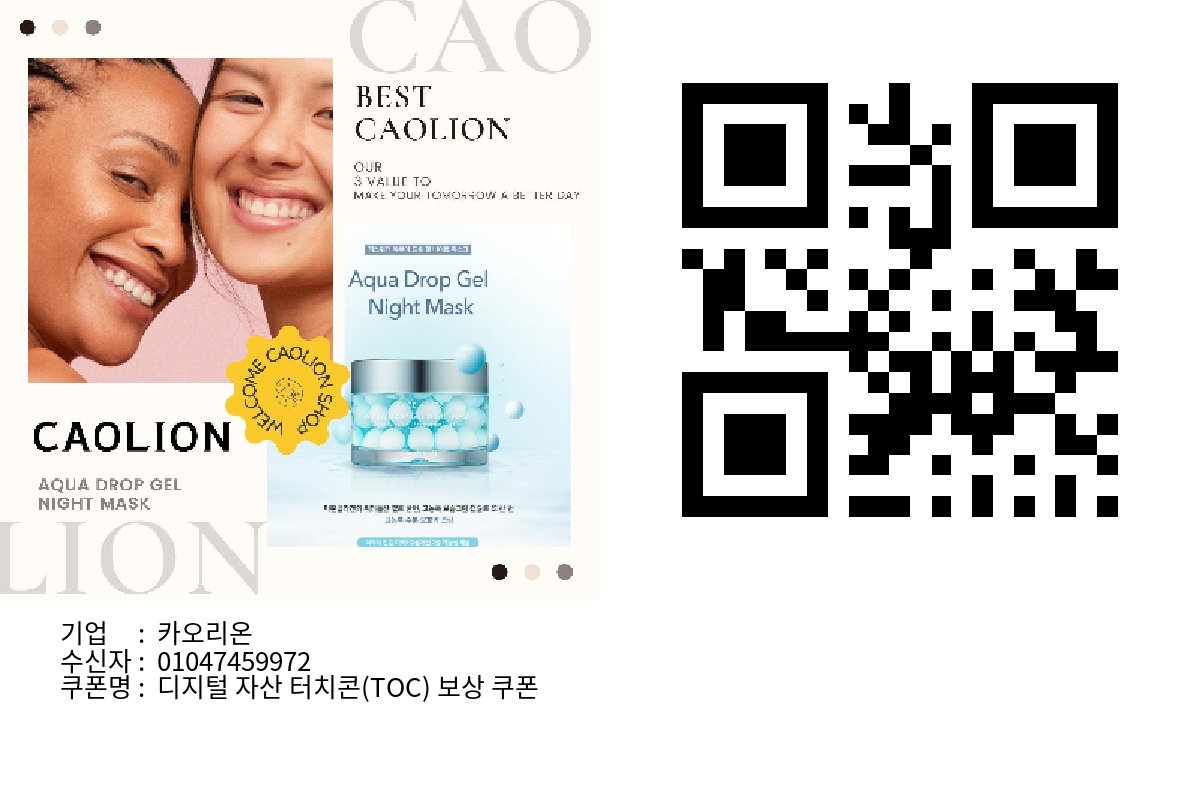 CAO
BEST
CAOLION
OUR
3 VALUE TO
MAKE YOUR TOMORROW A BETTER DAY
Aqua Drop Gel
Night Mask
WELCOME CAOLION SHOP
CAOLION
AQUA DROP GEL
NIGHT MASK
LION
기업 : 카오리온
수신자 : 01047459972
쿠폰명 : 디지털 자산 터치콘(TOC) 보상 쿠폰